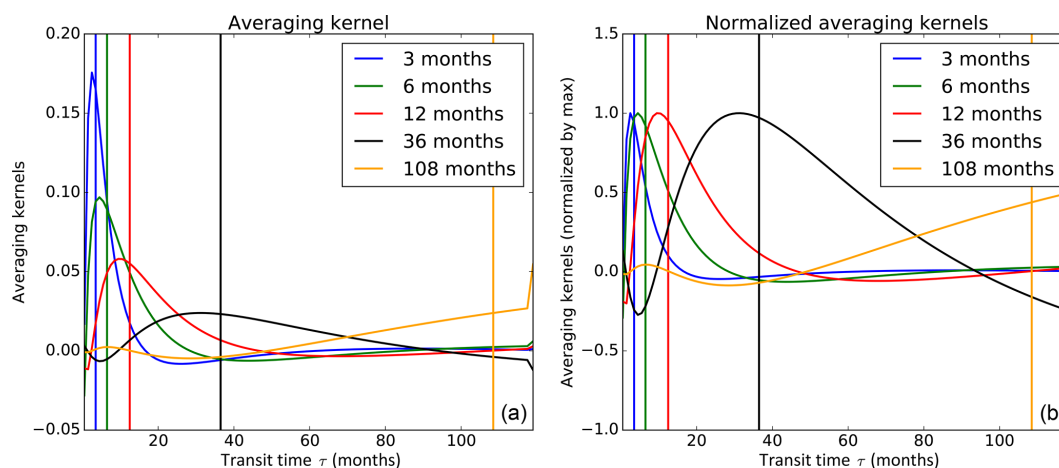 Averaging kernel
0.20
0.15
0.10
0.05
0.00
−0.05
Averaging kernels
3 months
6 months
12 months
36 months
108 months
(a)
20
40
60
80
100
Transit time τ (months)
Normalized averaging kernels
1.5
1.0
0.5
0.0
−0.5
−1.0
Averaging kernels (normalized by max)
3 months
6 months
12 months
36 months
108 months
(b)
20
40
60
80
100
Transit time τ (months)